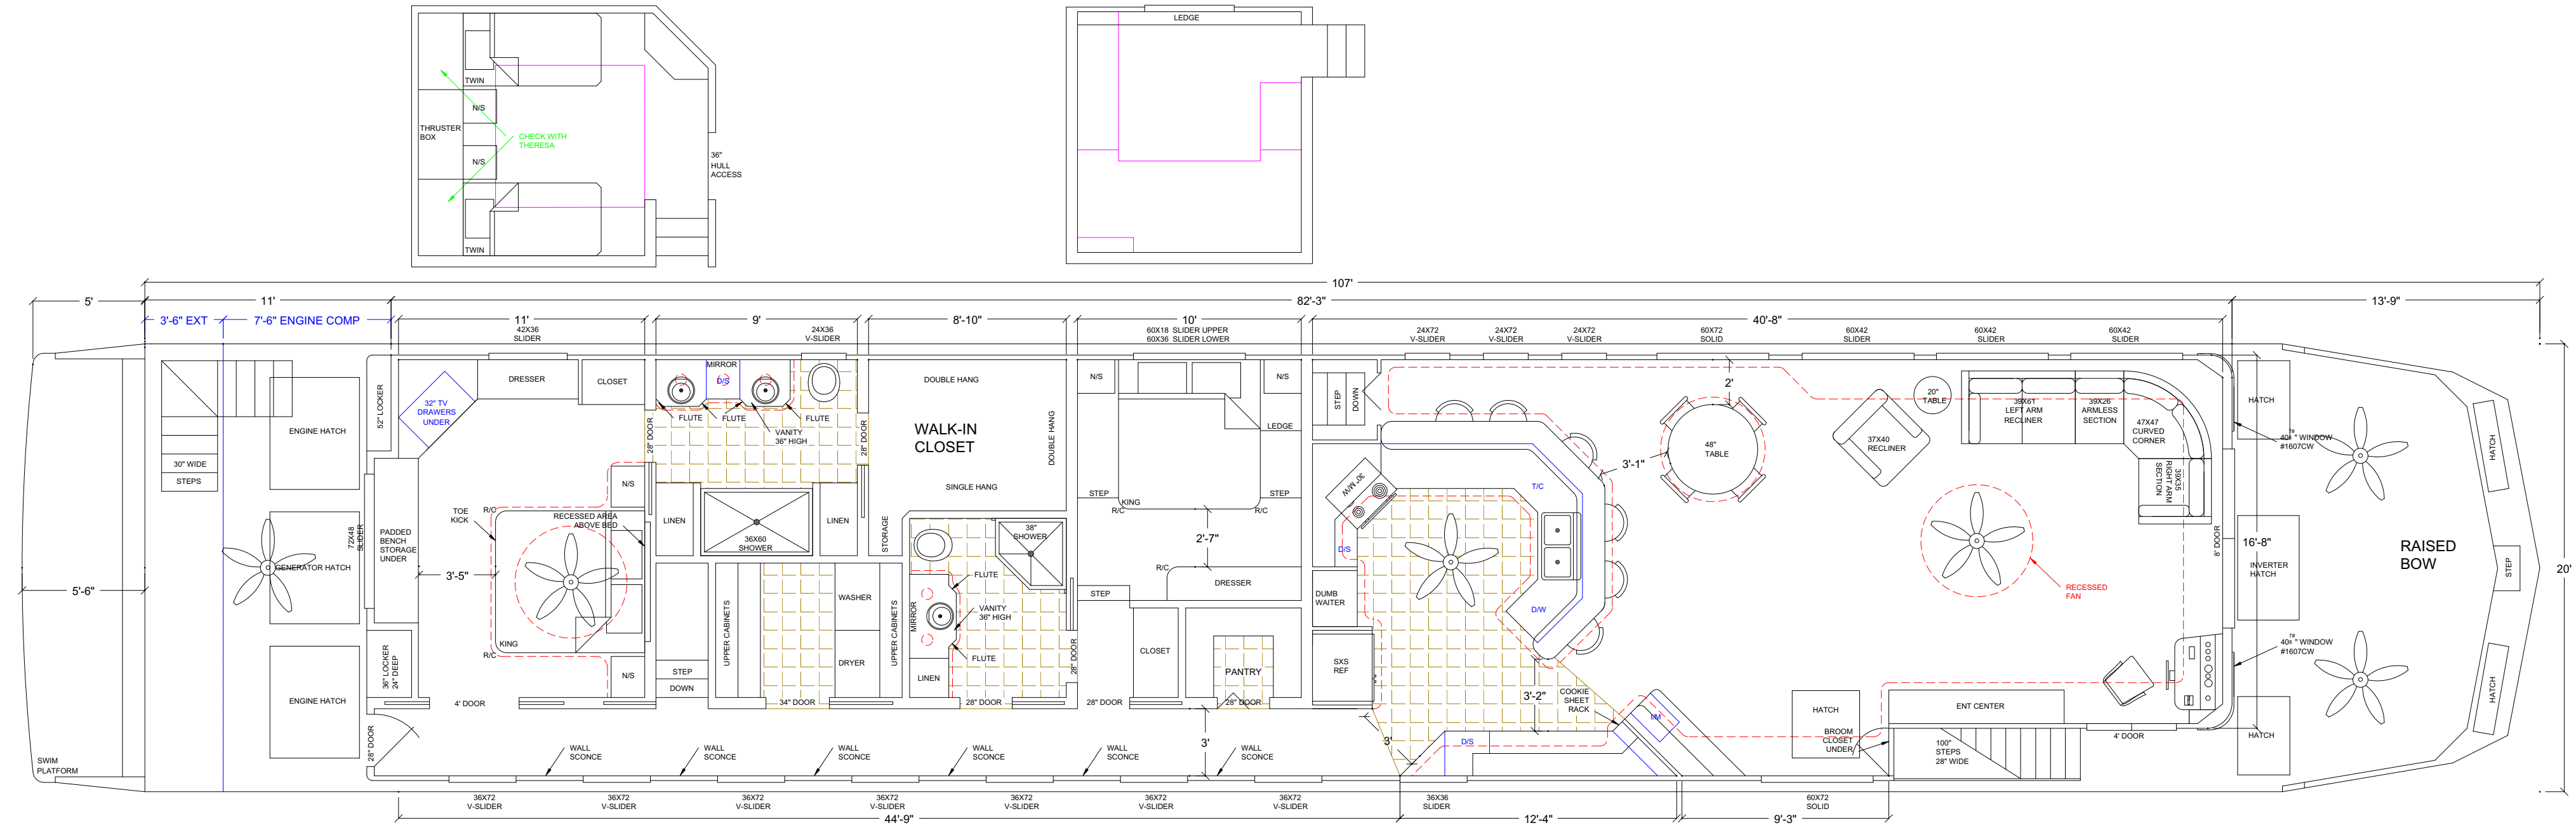 LEDGE
TWIN
N/S
THRUSTER
BOX
CHECK WITH
THERESA
N/S
36"
HULL
ACCESS
TWIN
107'
5'
11'
82'-3"
13'-9"
3'-6" EXT
7'-6" ENGINE COMP
11'
9'
8'-10"
10'
40'-8"
42X36
SLIDER
24X36
V-SLIDER
60X18 SLIDER UPPER
60X36 SLIDER LOWER
24X72
V-SLIDER
24X72
V-SLIDER
24X72
V-SLIDER
60X72
SOLID
60X42
SLIDER
60X42
SLIDER
60X42
SLIDER
52" LOCKER
32" TV
DRAWERS
UNDER
DRESSER
CLOSET
MIRROR
D/S
FLUTE
FLUTE
FLUTE
VANITY
36" HIGH
28" DOOR
28" DOOR
DOUBLE HANG
DOUBLE HANG
WALK-IN
CLOSET
SINGLE HANG
N/S
N/S
LEDGE
STEP
KING
STEP
R/C
R/C
STEP
DOWN
2'
20"
TABLE
39X61
LEFT ARM
RECLINER
39X26
ARMLESS
SECTION
47X47
CURVED
CORNER
39X35
RIGHT ARM
SECTION
37X40
RECLINER
48"
TABLE
3'-1"
HATCH
40" WINDOW
#1607CW
HATCH
ENGINE HATCH
30" WIDE
STEPS
72X48
SLIDER
PADDED
BENCH
STORAGE
UNDER
TOE
KICK
R/C
N/S
RECESSED AREA
ABOVE BED
LINEN
36X60
SHOWER
LINEN
STORAGE
38"
SHOWER
2'-7"
30" M/W
T/C
D/S
8' DOOR
16'-8"
INVERTER
HATCH
RAISED
BOW
STEP
20'
GENERATOR HATCH
5'-6"
3'-5"
KING
R/C
N/S
UPPER CABINETS
WASHER
DRYER
UPPER CABINETS
MIRROR
FLUTE
VANITY
36" HIGH
FLUTE
LINEN
28" DOOR
R/C
DRESSER
STEP
CLOSET
PANTRY
DUMB
WAITER
SXS
REF
D/W
RECESSED
FAN
40" WINDOW
#1607CW
36" LOCKER
24" DEEP
STEP
DOWN
ENGINE HATCH
4' DOOR
34" DOOR
28" DOOR
28" DOOR
28" DOOR
3'-2"
COOKIE
SHEET
RACK
I/M
HATCH
ENT CENTER
HATCH
HATCH
28" DOOR
WALL
SCONCE
WALL
SCONCE
WALL
SCONCE
WALL
SCONCE
WALL
SCONCE
WALL
SCONCE
3'
3'
D/S
BROOM
CLOSET
UNDER
100"
STEPS
28" WIDE
4' DOOR
SWIM
PLATFORM
36X72
V-SLIDER
36X72
V-SLIDER
36X72
V-SLIDER
36X72
V-SLIDER
36X72
V-SLIDER
36X72
V-SLIDER
36X72
V-SLIDER
36X36
SLIDER
60X72
SOLID
44'-9"
12'-4"
9'-3"